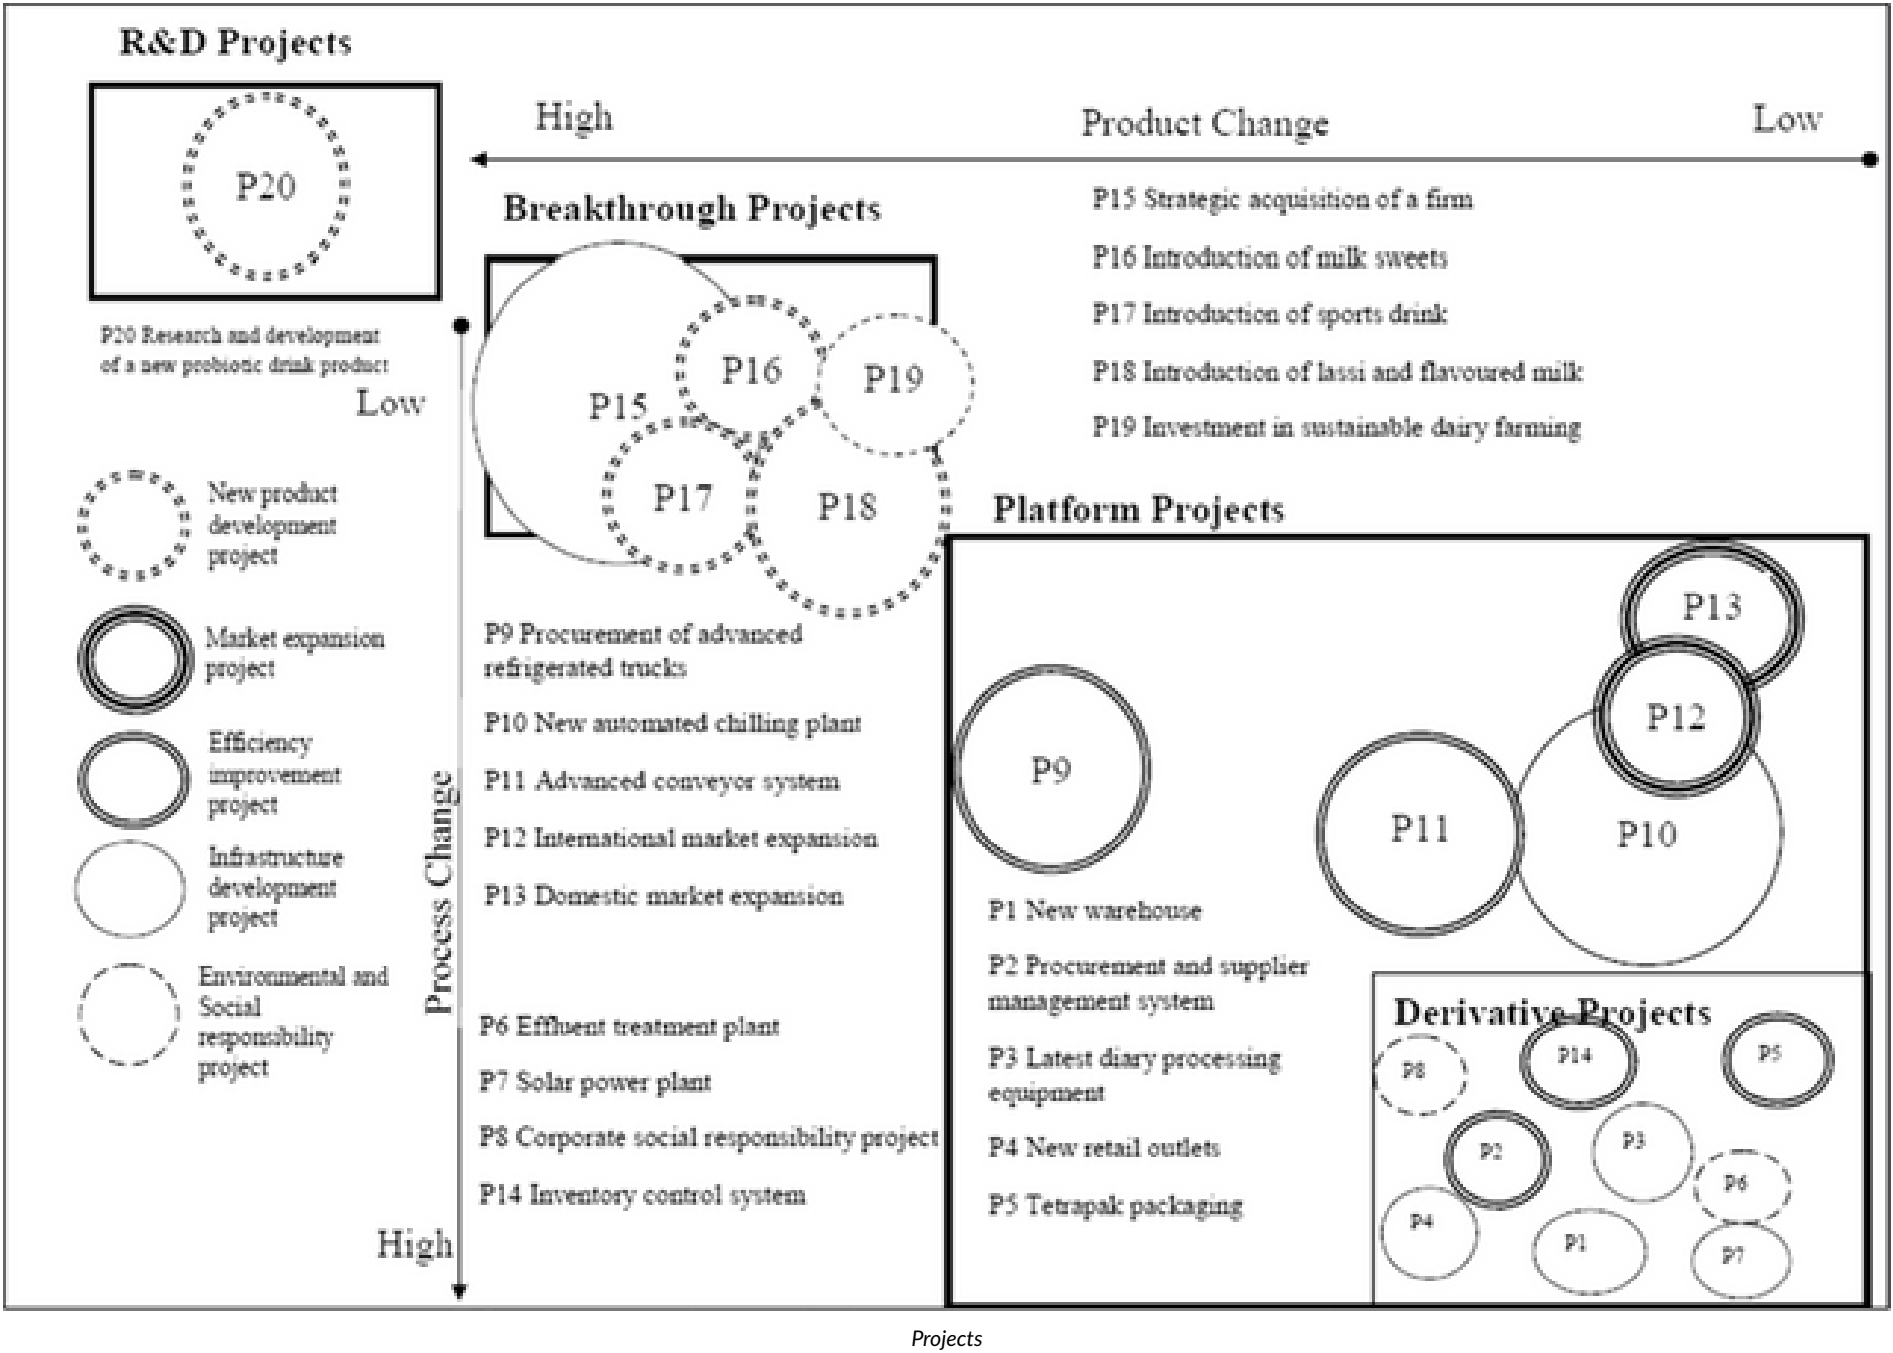 R&D Projects
P20
P20 Research and development
of a new probiotic drink product
High
Product Change
Low
Breakthrough Projects
P15
P16
P17
P18
P19
P15 Strategic acquisition of a firm
P16 Introduction of milk sweets
P17 Introduction of sports drink
P18 Introduction of lassi and flavoured milk
P19 Investment in sustainable dairy farming
Low
Process Change
High
New product
development
project
Market expansion
project
Efficiency
improvement
project
Infrastructure
development
project
Environmental and
Social
responsibility
project
P9 Procurement of advanced
refrigerated trucks
P10 New automated chilling plant
P11 Advanced conveyor system
P12 International market expansion
P13 Domestic market expansion
P6 Effluent treatment plant
P7 Solar power plant
P8 Corporate social responsibility project
P14 Inventory control system
Platform Projects
P13
P12
P9
P11
P10
P1 New warehouse
P2 Procurement and supplier
management system
P3 Latest diary processing
equipment
P4 New retail outlets
P5 Tetrapak packaging
Derivative Projects
P8
P14
P5
P2
P3
P6
P4
P1
P7
Projects